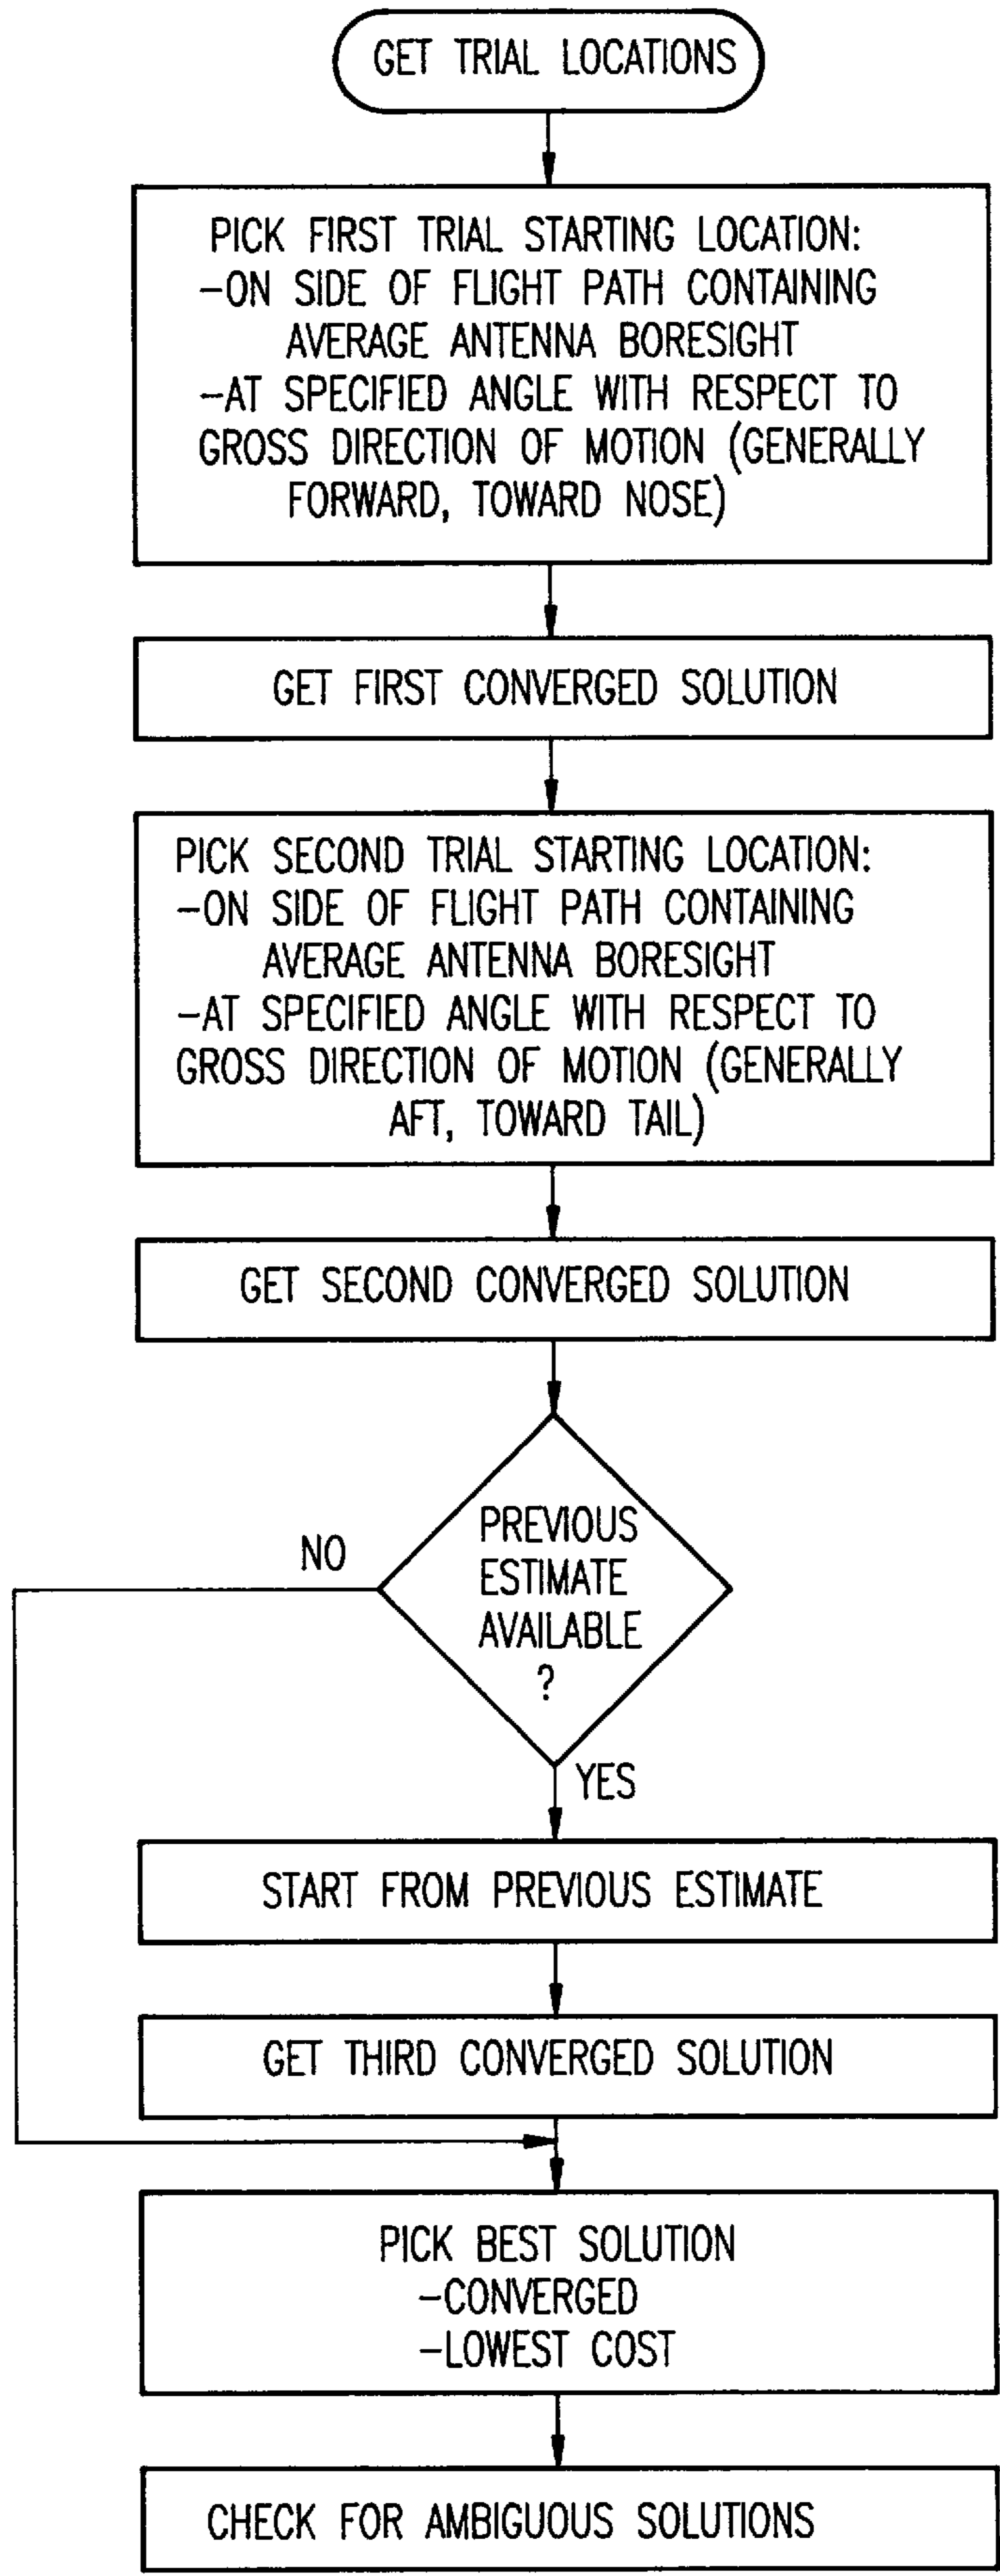 GET TRIAL LOCATIONS
PICK FIRST TRIAL STARTING LOCATION:
-ON SIDE OF FLIGHT PATH CONTAINING
AVERAGE ANTENNA BORESIGHT
-AT SPECIFIED ANGLE WITH RESPECT TO
GROSS DIRECTION OF MOTION (GENERALLY
FORWARD, TOWARD NOSE)
GET FIRST CONVERGED SOLUTION
PICK SECOND TRIAL STARTING LOCATION:
-ON SIDE OF FLIGHT PATH CONTAINING
AVERAGE ANTENNA BORESIGHT
-AT SPECIFIED ANGLE WITH RESPECT TO
GROSS DIRECTION OF MOTION (GENERALLY
AFT, TOWARD TAIL)
GET SECOND CONVERGED SOLUTION
PREVIOUS
ESTIMATE
AVAILABLE
?
NO
YES
START FROM PREVIOUS ESTIMATE
GET THIRD CONVERGED SOLUTION
PICK BEST SOLUTION
-CONVERGED
-LOWEST COST
CHECK FOR AMBIGUOUS SOLUTIONS